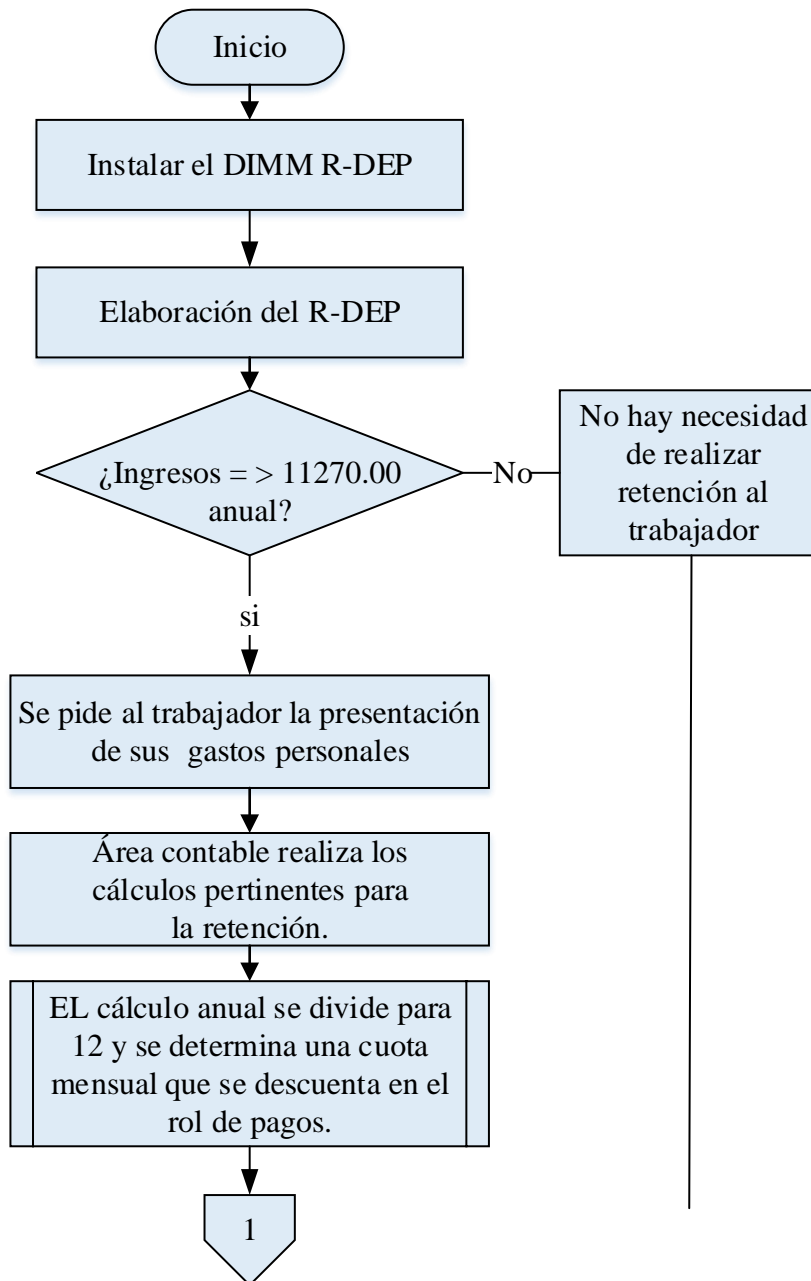 Inicio
Instalar el DIMM R-DEP
Elaboración del R-DEP
¿Ingresos = > 11270.00
anual?
No
No hay necesidad
de realizar
retención al
trabajador
si
Se pide al trabajador la presentación
de sus gastos personales
Área contable realiza los
cálculos pertinentes para
la retención.
EL cálculo anual se divide para
12 y se determina una cuota
mensual que se descuenta en el
rol de pagos.
1